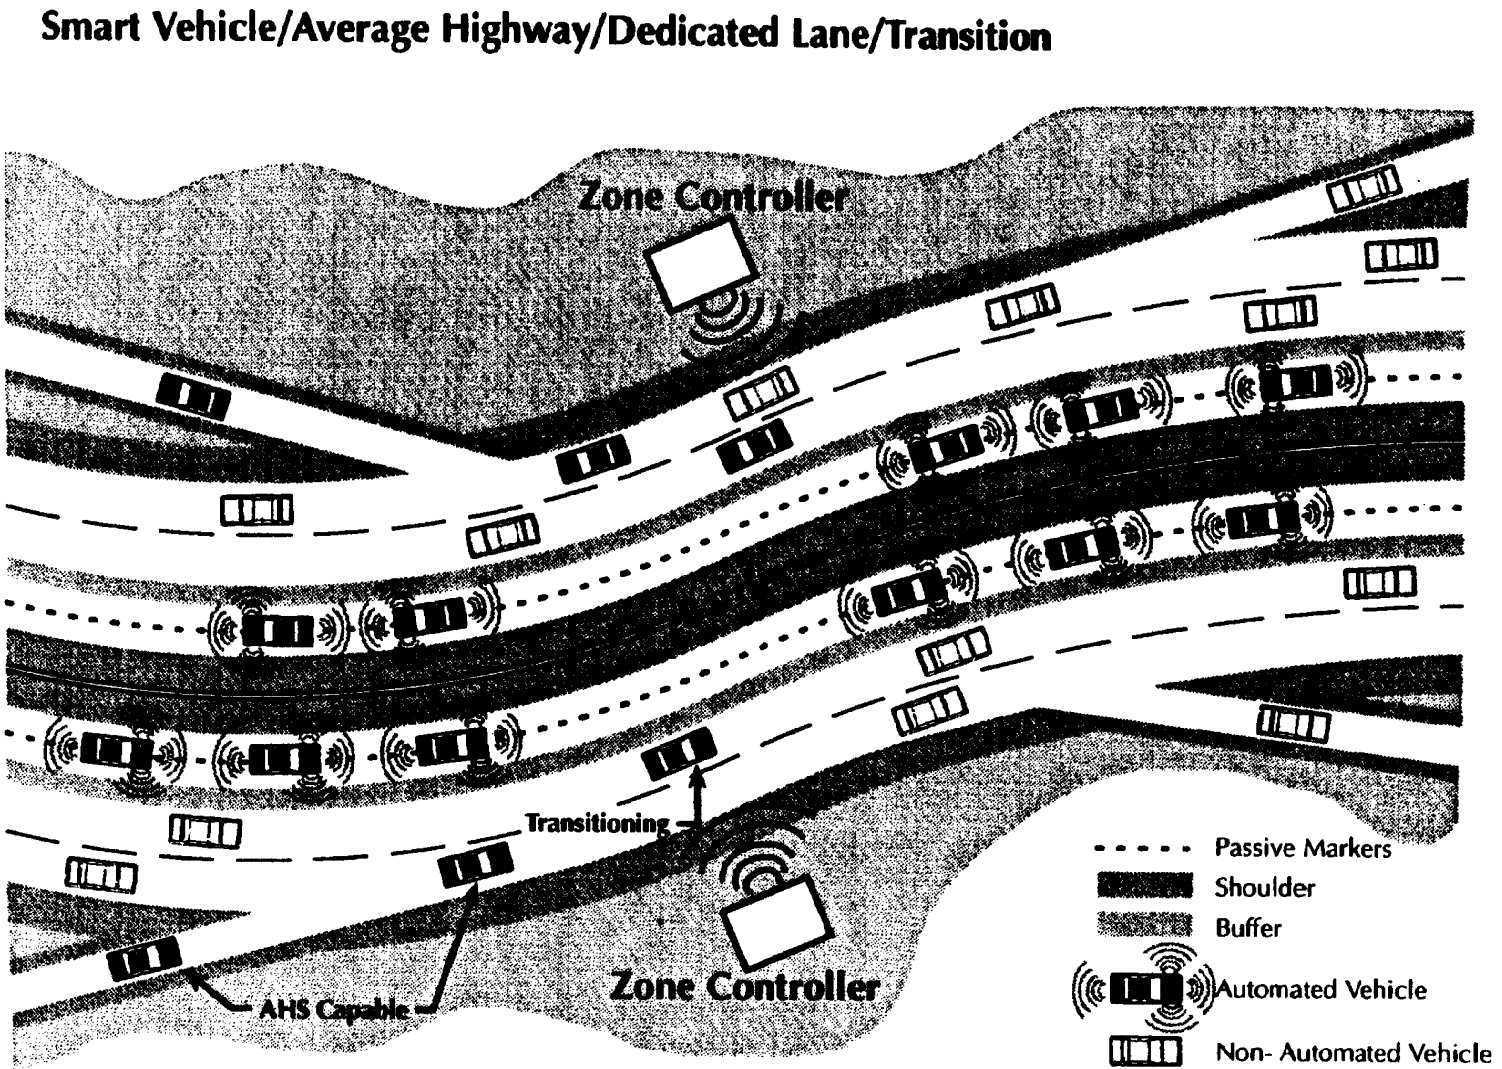 Smart Vehicle/Average Highway/Dedicated Lane/Transition
Zone Controller
Transitioning
AHS Capable
Zone Controller
Passive Markers
Shoulder
Buffer
Automated Vehicle
Non- Automated Vehicle